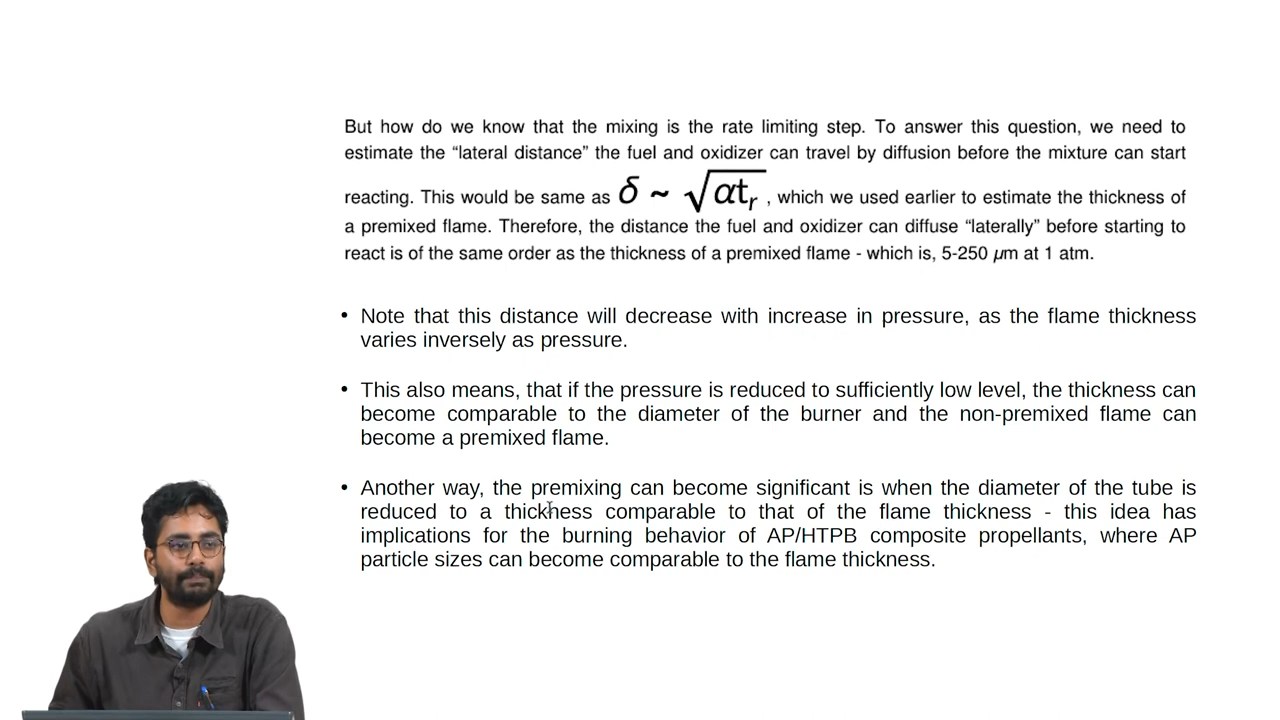 But how do we know that the mixing is the rate limiting step. To answer this question, we need to
estimate the “lateral distance” the fuel and oxidizer can travel by diffusion before the mixture can start
reacting. This would be same as δ ~ √αtᵣ , which we used earlier to estimate the thickness of
a premixed flame. Therefore, the distance the fuel and oxidizer can diffuse “laterally” before starting to
react is of the same order as the thickness of a premixed flame - which is, 5-250 μm at 1 atm.
• Note that this distance will decrease with increase in pressure, as the flame thickness
varies inversely as pressure.
• This also means, that if the pressure is reduced to sufficiently low level, the thickness can
become comparable to the diameter of the burner and the non-premixed flame can
become a premixed flame.
• Another way, the premixing can become significant is when the diameter of the tube is
reduced to a thickness comparable to that of the flame thickness - this idea has
implications for the burning behavior of AP/HTPB composite propellants, where AP
particle sizes can become comparable to the flame thickness.